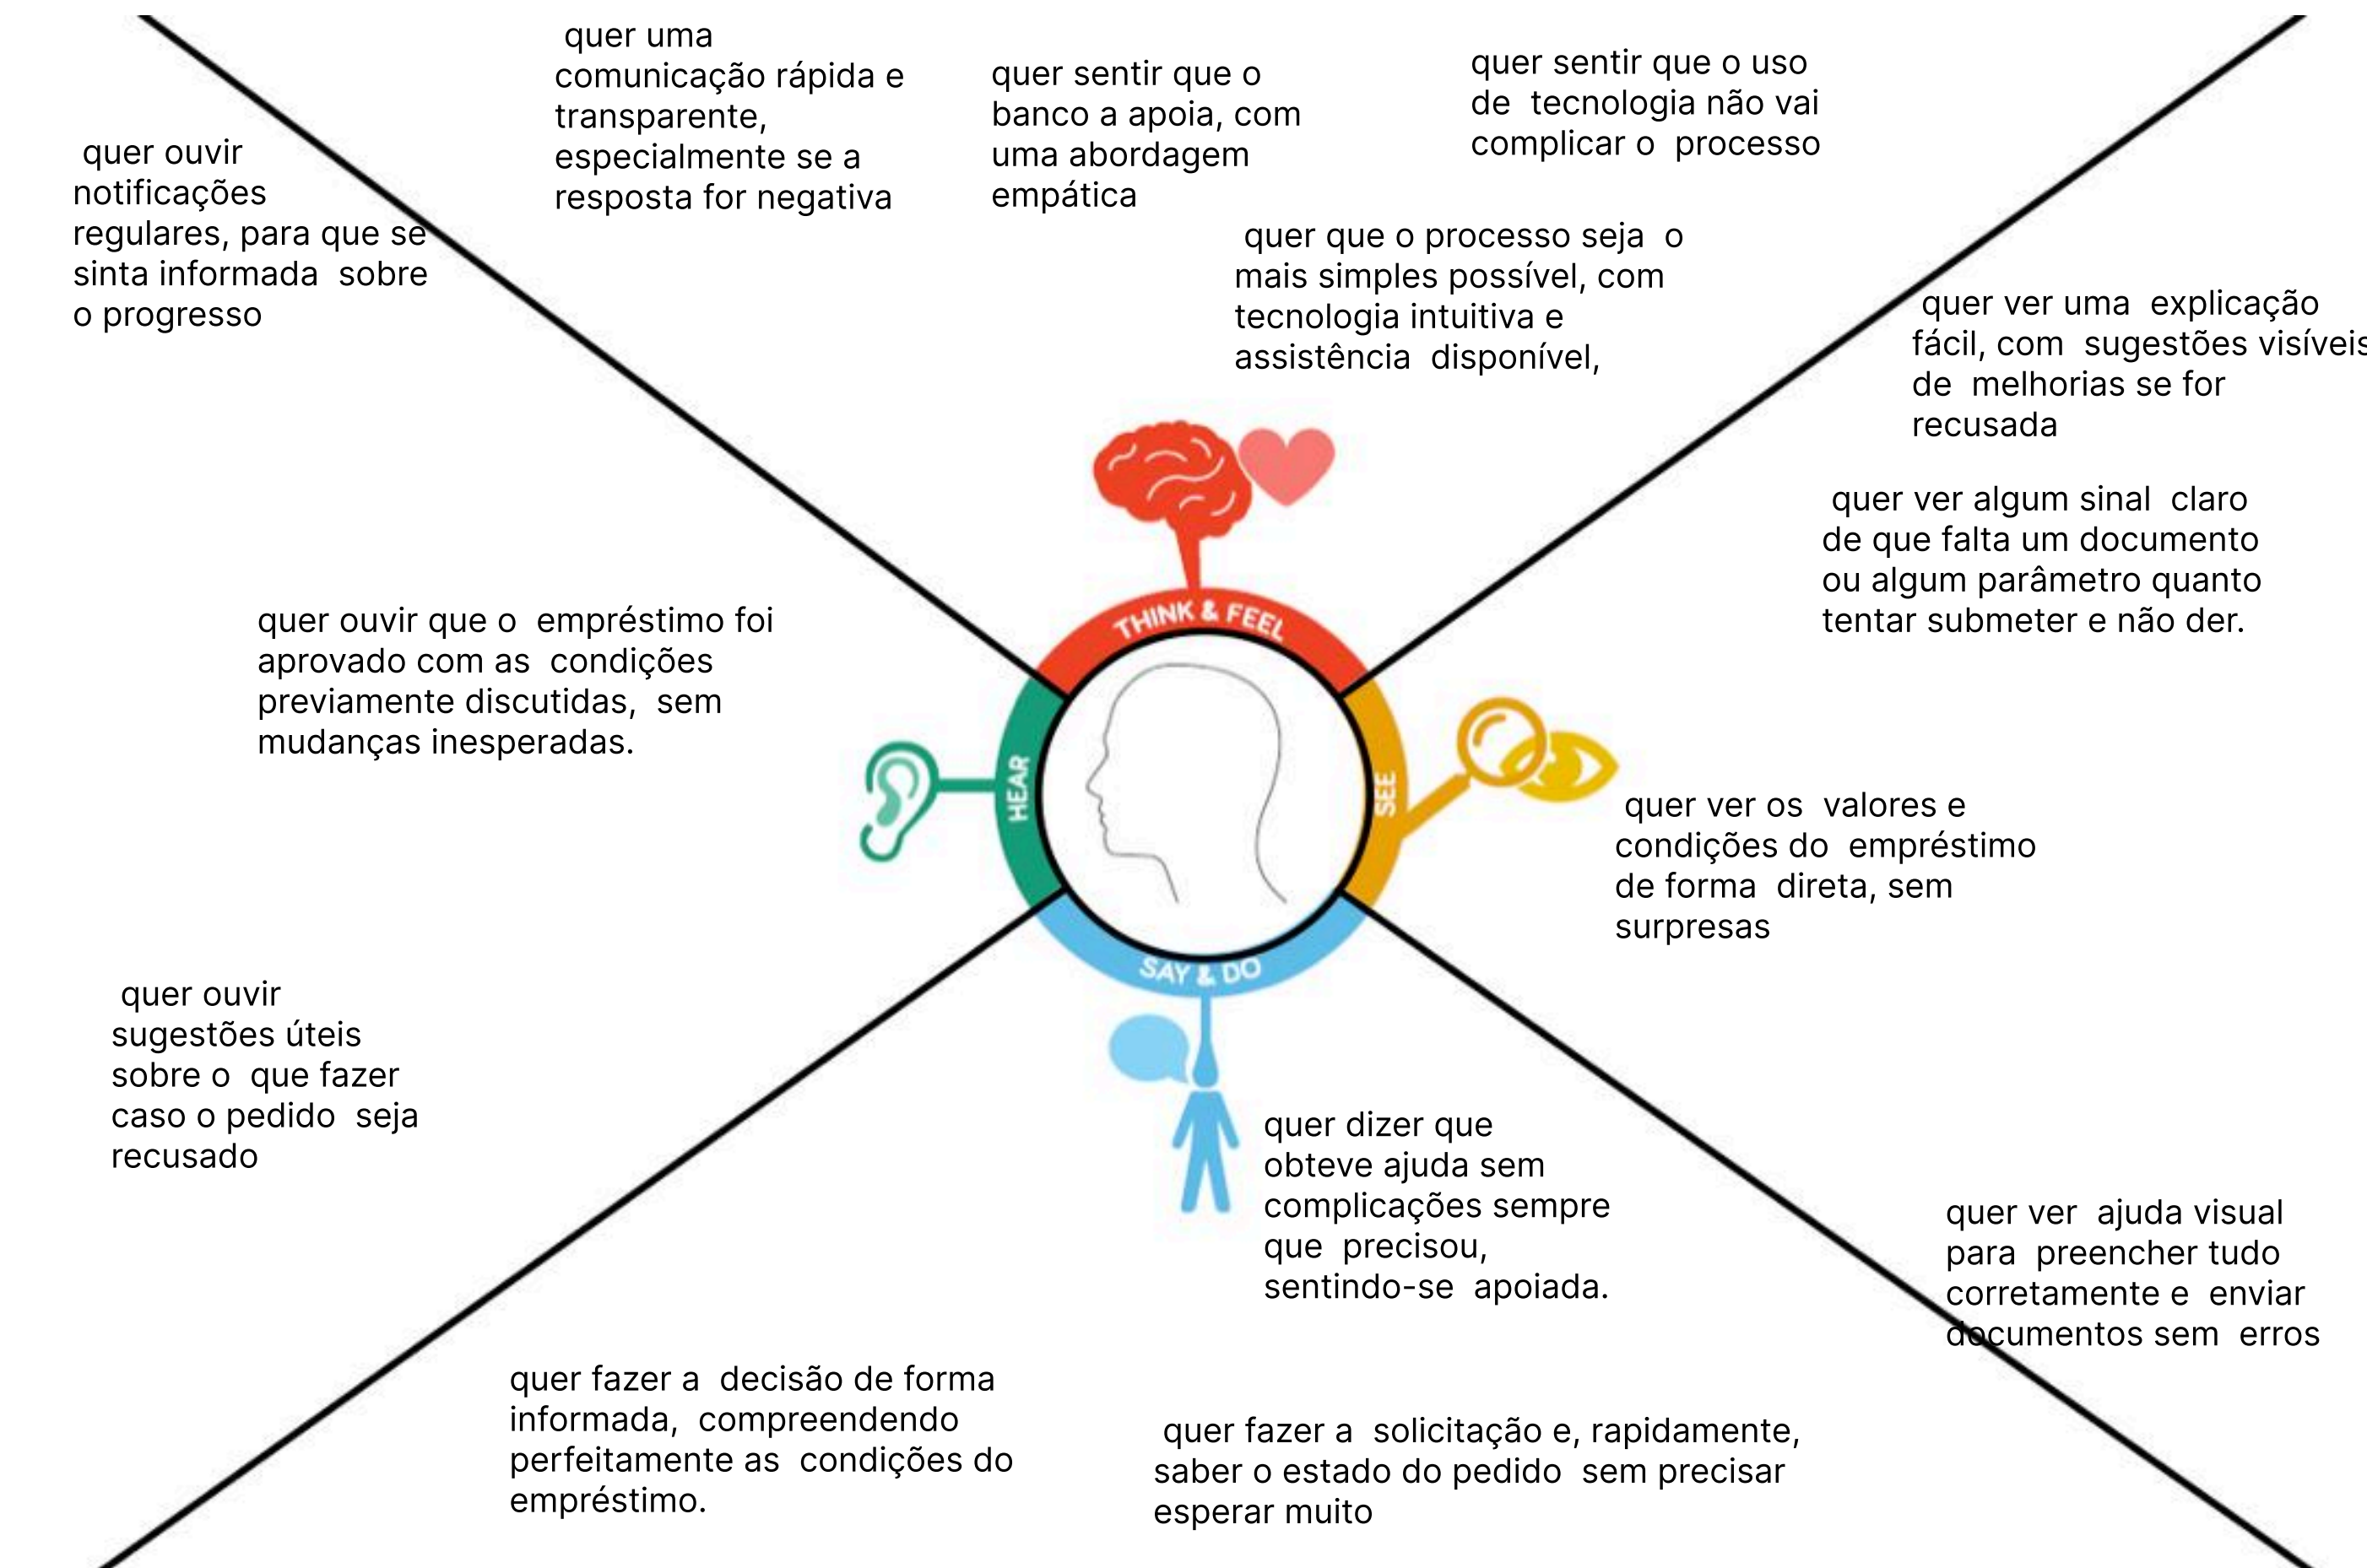 quer uma
comunicação rápida e
transparente,
especialmente se a
resposta for negativa
quer sentir que o
banco a apoia, com
uma abordagem
empática
quer sentir que o uso
de tecnologia não vai
complicar o processo
quer que o processo seja o
mais simples possível, com
tecnologia intuitiva e
assistência disponível,
quer ouvir
notificações
regulares, para que se
sinta informada sobre
o progresso
quer ouvir que o empréstimo foi
aprovado com as condições
previamente discutidas, sem
mudanças inesperadas.
quer ouvir
sugestões úteis
sobre o que fazer
caso o pedido seja
recusado
THINK & FEEL
HEAR
SEE
SAY & DO
quer ver uma explicação
fácil, com sugestões visíveis
de melhorias se for
recusada
quer ver algum sinal claro
de que falta um documento
ou algum parâmetro quanto
tentar submeter e não der.
quer ver os valores e
condições do empréstimo
de forma direta, sem
surpresas
quer ver ajuda visual
para preencher tudo
corretamente e enviar
documentos sem erros
quer dizer que
obteve ajuda sem
complicações sempre
que precisou,
sentindo-se apoiada.
quer fazer a decisão de forma
informada, compreendendo
perfeitamente as condições do
empréstimo.
quer fazer a solicitação e, rapidamente,
saber o estado do pedido sem precisar
esperar muito